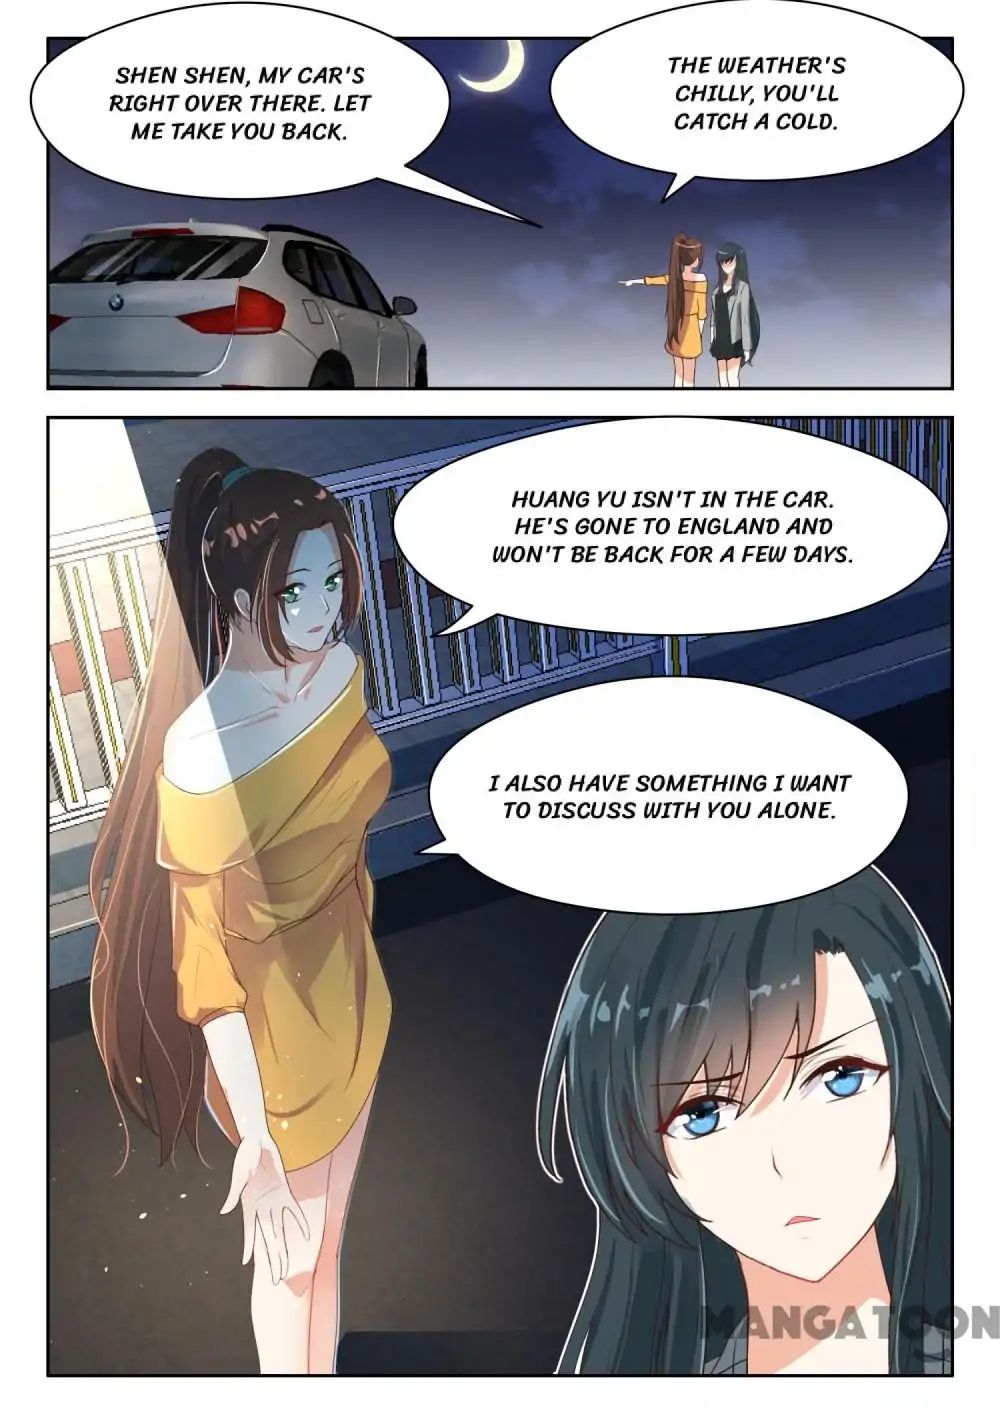 SHEN SHEN, MY CAR'S
RIGHT OVER THERE. LET
ME TAKE YOU BACK.
THE WEATHER'S
CHILLY, YOU'LL
CATCH A COLD.
HUANG YU ISN'T IN THE CAR.
HE'S GONE TO ENGLAND AND
WON'T BE BACK FOR A FEW DAYS.
I ALSO HAVE SOMETHING I WANT
TO DISCUSS WITH YOU ALONE.
MANGATOON